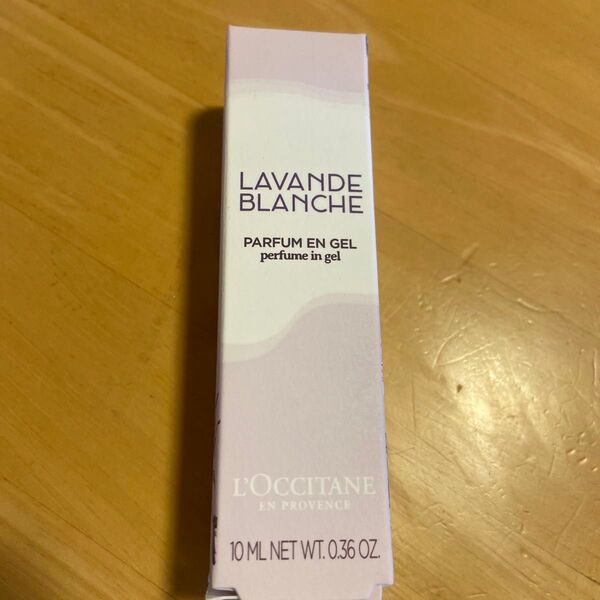 LAVANDE
BLANCHE
PARFUM EN GEL
perfume in gel
L'OCCITANE
EN PROVENCE
10 ML NET WT. 0.36 OZ.